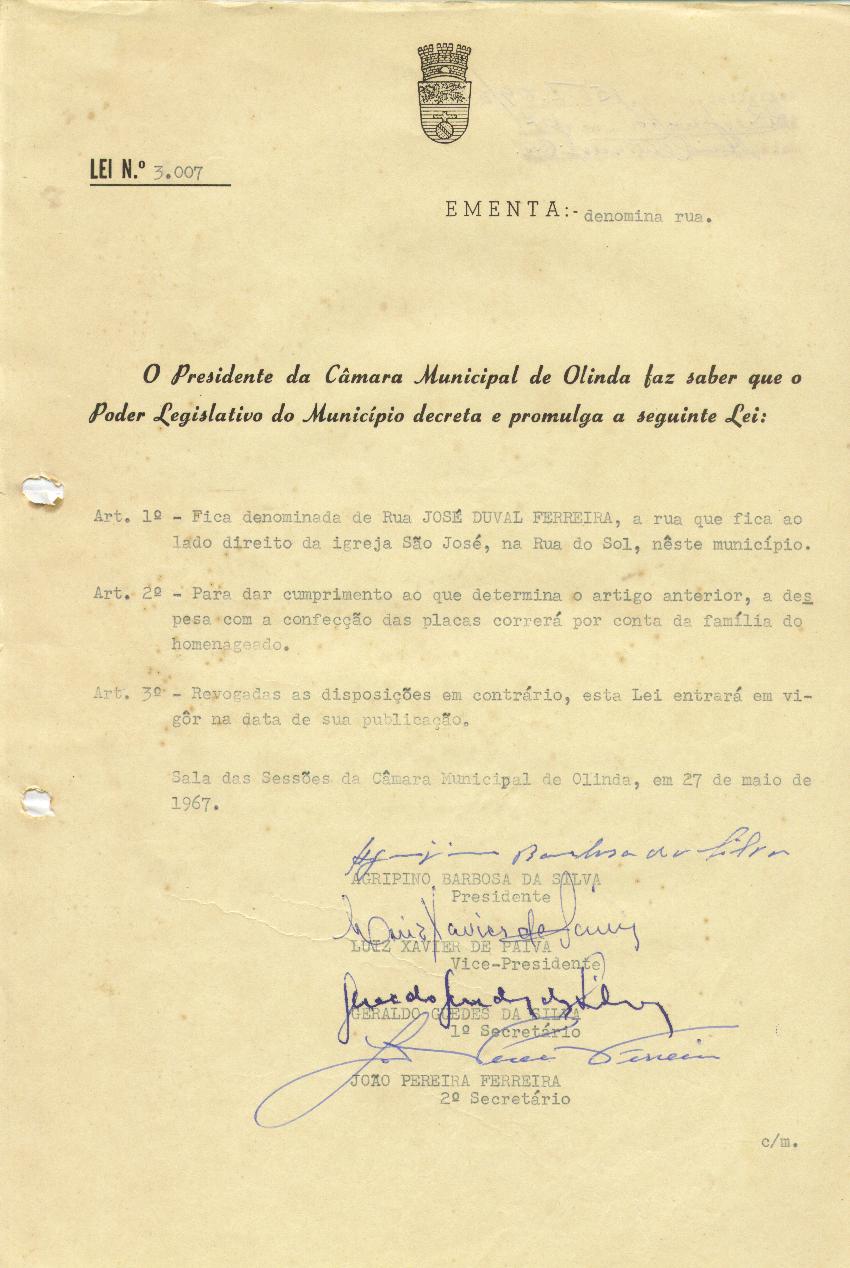 LEI N.º 3.007
EMENTA:- denomina rua.
O Presidente da Câmara Municipal de Olinda faz saber que o
Poder Legislativo do Município decreta e promulga a seguinte Lei:
Art. 1º - Fica denominada de Rua JOSÉ DUVAL FERREIRA, a rua que fica ao
lado direito da igreja São José, na Rua do Sol, nêste município.
Art. 2º - Para dar cumprimento ao que determina o artigo anterior, a des
pesa com a confecção das placas correrá por conta da família do
homenageado.
Art. 3º - Revogadas as disposições em contrário, esta Lei entrará em vi-
gôr na data de sua publicação.
Sala das Sessões da Câmara Municipal de Olinda, em 27 de maio de
1967.
Agripino Barbosa da Silva
AGRIPINO BARBOSA DA SILVA
Presidente
Luiz Xavier de Paiva
LUIZ XAVIER DE PAIVA
Vice-Presidente
Geraldo Guedes da Silva
GERALDO GUEDES DA SILVA
1º Secretário
João Pereira Ferreira
JOÃO PEREIRA FERREIRA
2º Secretário
c/m.